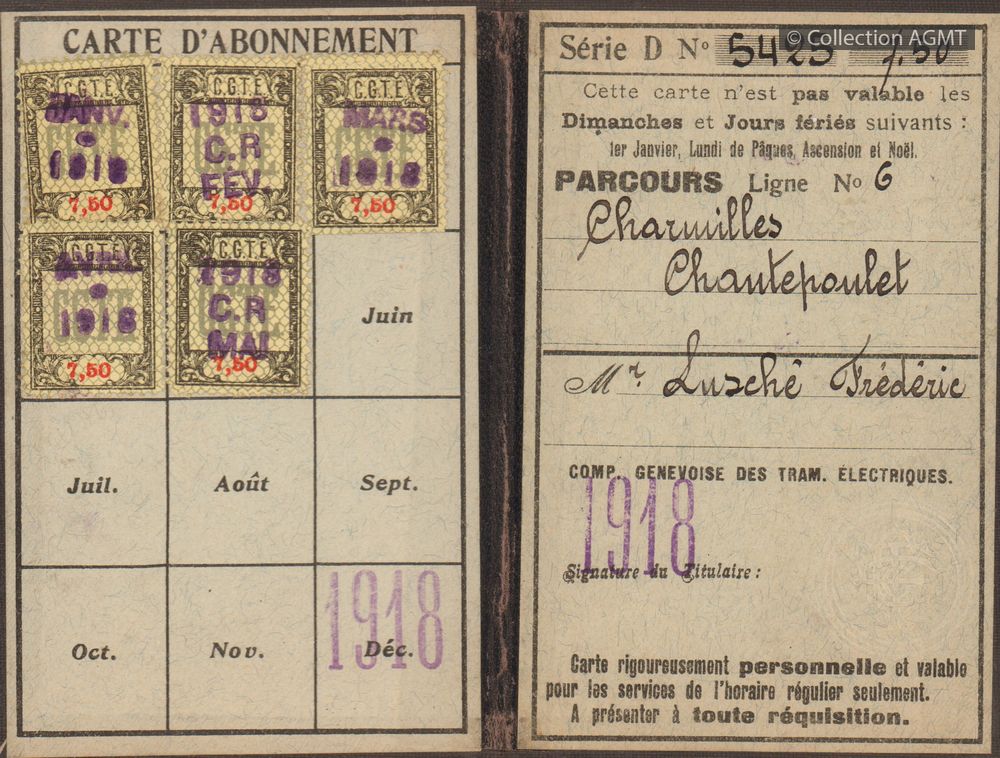 CARTE D'ABONNEMENT
C.G.T.E
JANV.
1918
7,50
C.G.T.E
1918
C.R
FÉV.
7,50
C.G.T.E
MARS
1918
7,50
C.G.T.E
1918
7,50
C.G.T.E
1918
C.R
MAI
7,50
Juin
Juil.
Août
Sept.
Oct.
Nov.
Déc.
1918
© Collection AGMT
Série D No 5425 7.50
Cette carte n'est pas valable les
Dimanches et Jours fériés suivants :
1er Janvier, Lundi de Pâques, Ascension et Noël.
PARCOURS Ligne No 6
Charmilles
Chantepoulet
Mr Lusché Frédéric
COMP. GENEVOISE DES TRAM. ÉLECTRIQUES.
1918
Signature du Titulaire :
Carte rigoureusement personnelle et valable
pour les services de l'horaire régulier seulement.
A présenter à toute réquisition.